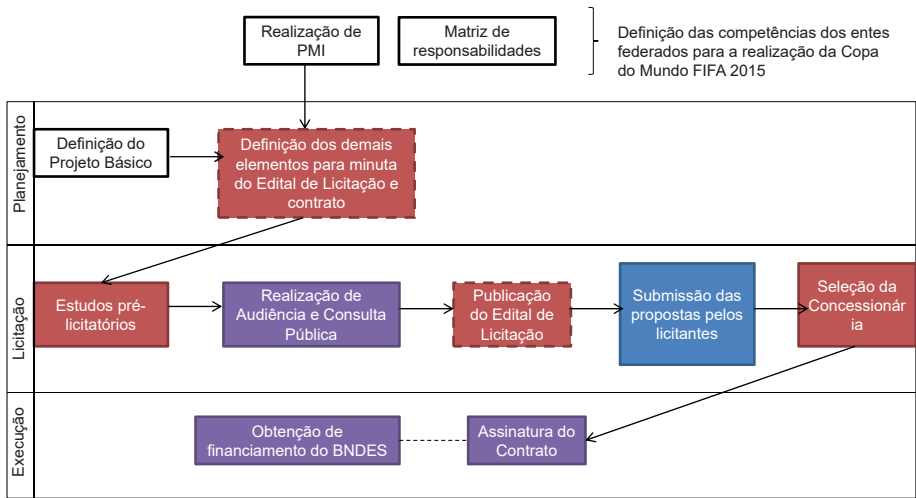 Realização de
PMI
Matriz de
responsabilidades
Definição das competências dos entes
federados para a realização da Copa
do Mundo FIFA 2015
Planejamento
Definição do
Projeto Básico
Definição dos demais
elementos para minuta
do Edital de Licitação e
contrato
Licitação
Estudos pré-
licitatórios
Realização de
Audiência e Consulta
Pública
Publicação
do Edital de
Licitação
Submissão das
propostas pelos
licitantes
Seleção da
Concessionár
ia
Execução
Obtenção de
financiamento do BNDES
Assinatura do
Contrato